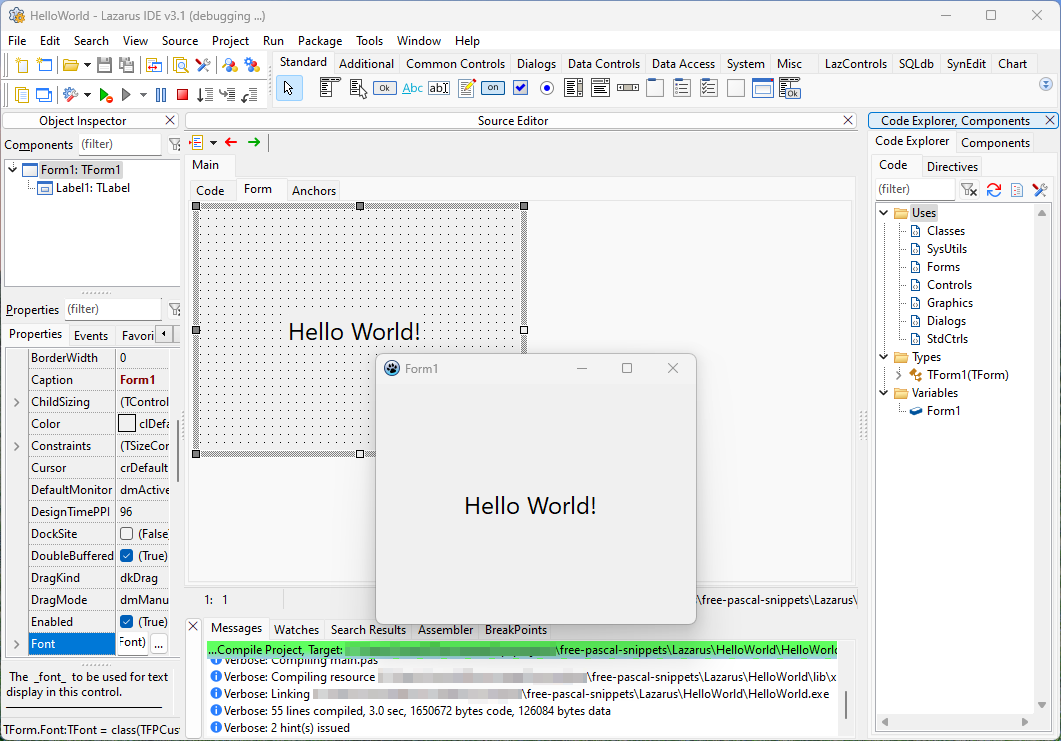 HelloWorld - Lazarus IDE v3.1 (debugging ...)
File Edit Search View Source Project Run Package Tools Window Help
Standard Additional Common Controls Dialogs Data Controls Data Access System Misc LazControls SQLdb SynEdit Chart
Ok Abc abI on Ok
Object Inspector
Components (filter)
Form1: TForm1
Label1: TLabel
Properties (filter)
Properties Events Favori
BorderWidth 0
Caption Form1
ChildSizing (TControl
Color clDefa
Constraints (TSizeCor
Cursor crDefault
DefaultMonitor dmActive
DesignTimePPI 96
DockSite (False)
DoubleBuffered (True)
DragKind dkDrag
DragMode dmManu
Enabled (True)
Font Font) ...
The _font_ to be used for text
display in this control.
TForm.Font:TFont = class(TFPCus
Source Editor
Main
Code Form Anchors
Hello World!
Form1
Hello World!
1: 1
\free-pascal-snippets\Lazarus\
Messages Watches Search Results Assembler BreakPoints
...Compile Project, Target: \free-pascal-snippets\Lazarus\HelloWorld\HelloWorld
Verbose: Compiling main.pas
Verbose: Compiling resource \free-pascal-snippets\Lazarus\HelloWorld\lib\x
Verbose: Linking \free-pascal-snippets\Lazarus\HelloWorld\HelloWorld.exe
Verbose: 55 lines compiled, 3.0 sec, 1650672 bytes code, 126084 bytes data
Verbose: 2 hint(s) issued
Code Explorer, Components
Code Explorer Components
Code Directives
(filter)
Uses
Classes
SysUtils
Forms
Controls
Graphics
Dialogs
StdCtrls
Types
TForm1(TForm)
Variables
Form1